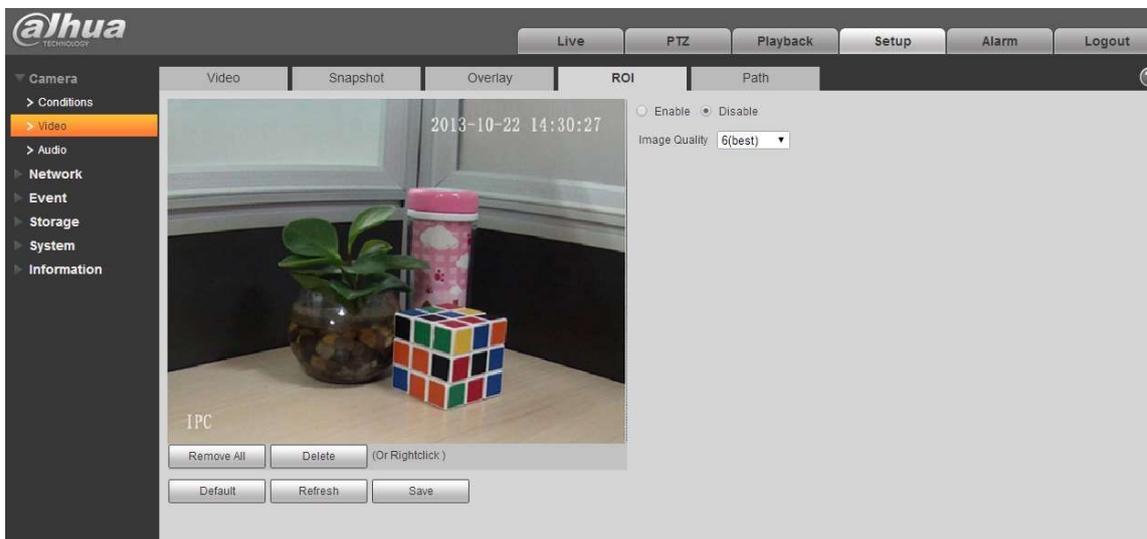 alhua
TECHNOLOGY
Live
PTZ
Playback
Setup
Alarm
Logout
Camera
> Conditions
> Video
> Audio
Network
Event
Storage
System
Information
Video
Snapshot
Overlay
ROI
Path
2013-10-22 14:30:27
IPC
Enable
Disable
Image Quality
6(best)
Remove All
Delete
(Or Rightclick )
Default
Refresh
Save